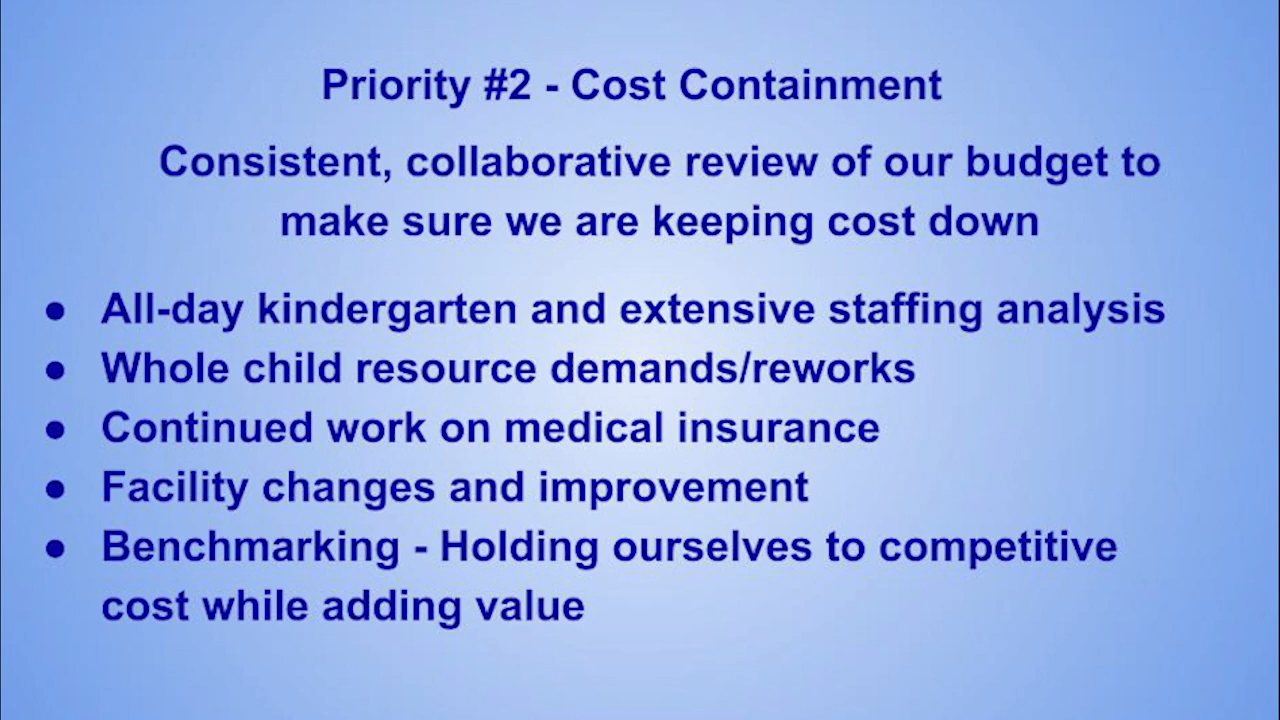 Priority #2 - Cost Containment
Consistent, collaborative review of our budget to
make sure we are keeping cost down
● All-day kindergarten and extensive staffing analysis
● Whole child resource demands/reworks
● Continued work on medical insurance
● Facility changes and improvement
● Benchmarking - Holding ourselves to competitive
cost while adding value